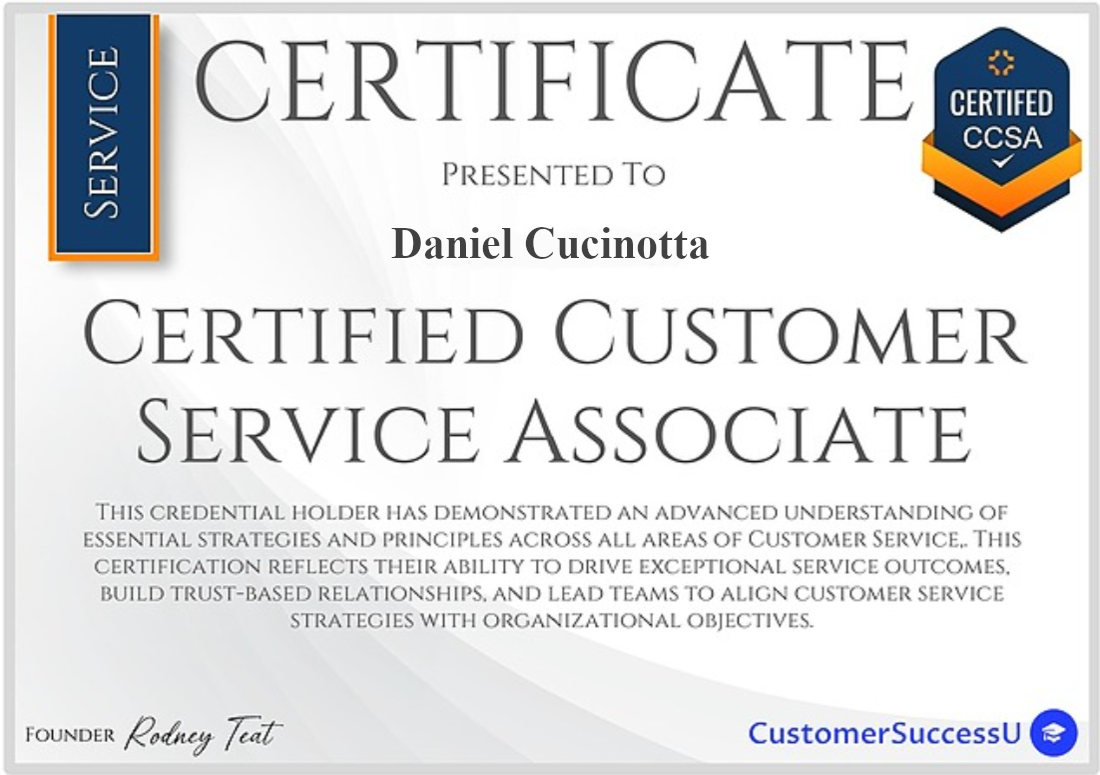 SERVICE
CERTIFICATE
CERTIFED
CCSA
PRESENTED TO
Daniel Cucinotta
CERTIFIED CUSTOMER
SERVICE ASSOCIATE
THIS CREDENTIAL HOLDER HAS DEMONSTRATED AN ADVANCED UNDERSTANDING OF
ESSENTIAL STRATEGIES AND PRINCIPLES ACROSS ALL AREAS OF CUSTOMER SERVICE,. THIS
CERTIFICATION REFLECTS THEIR ABILITY TO DRIVE EXCEPTIONAL SERVICE OUTCOMES,
BUILD TRUST-BASED RELATIONSHIPS, AND LEAD TEAMS TO ALIGN CUSTOMER SERVICE
STRATEGIES WITH ORGANIZATIONAL OBJECTIVES.
FOUNDER Rodney Teat
CustomerSuccessU